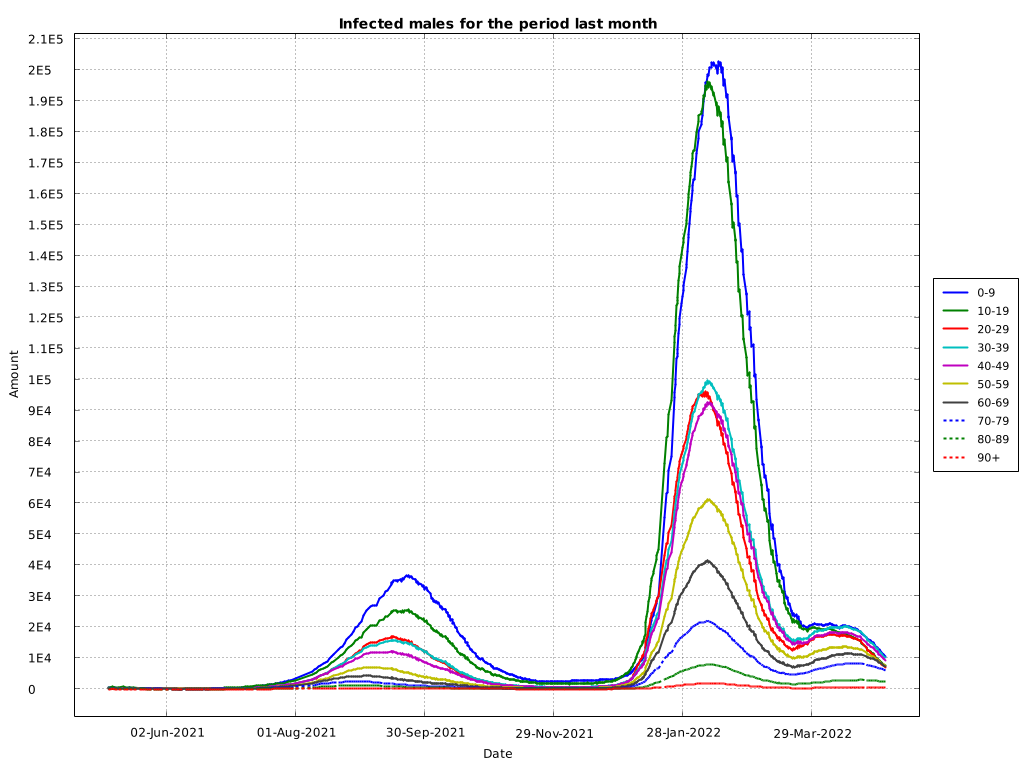 Infected males for the period last month
2.1E5
2E5
1.9E5
1.8E5
1.7E5
1.6E5
1.5E5
1.4E5
1.3E5
1.2E5
1.1E5
1E5
9E4
8E4
7E4
6E4
5E4
4E4
3E4
2E4
1E4
0
Amount
02-Jun-2021 01-Aug-2021 30-Sep-2021 29-Nov-2021 28-Jan-2022 29-Mar-2022
Date
0-9
10-19
20-29
30-39
40-49
50-59
60-69
70-79
80-89
90+